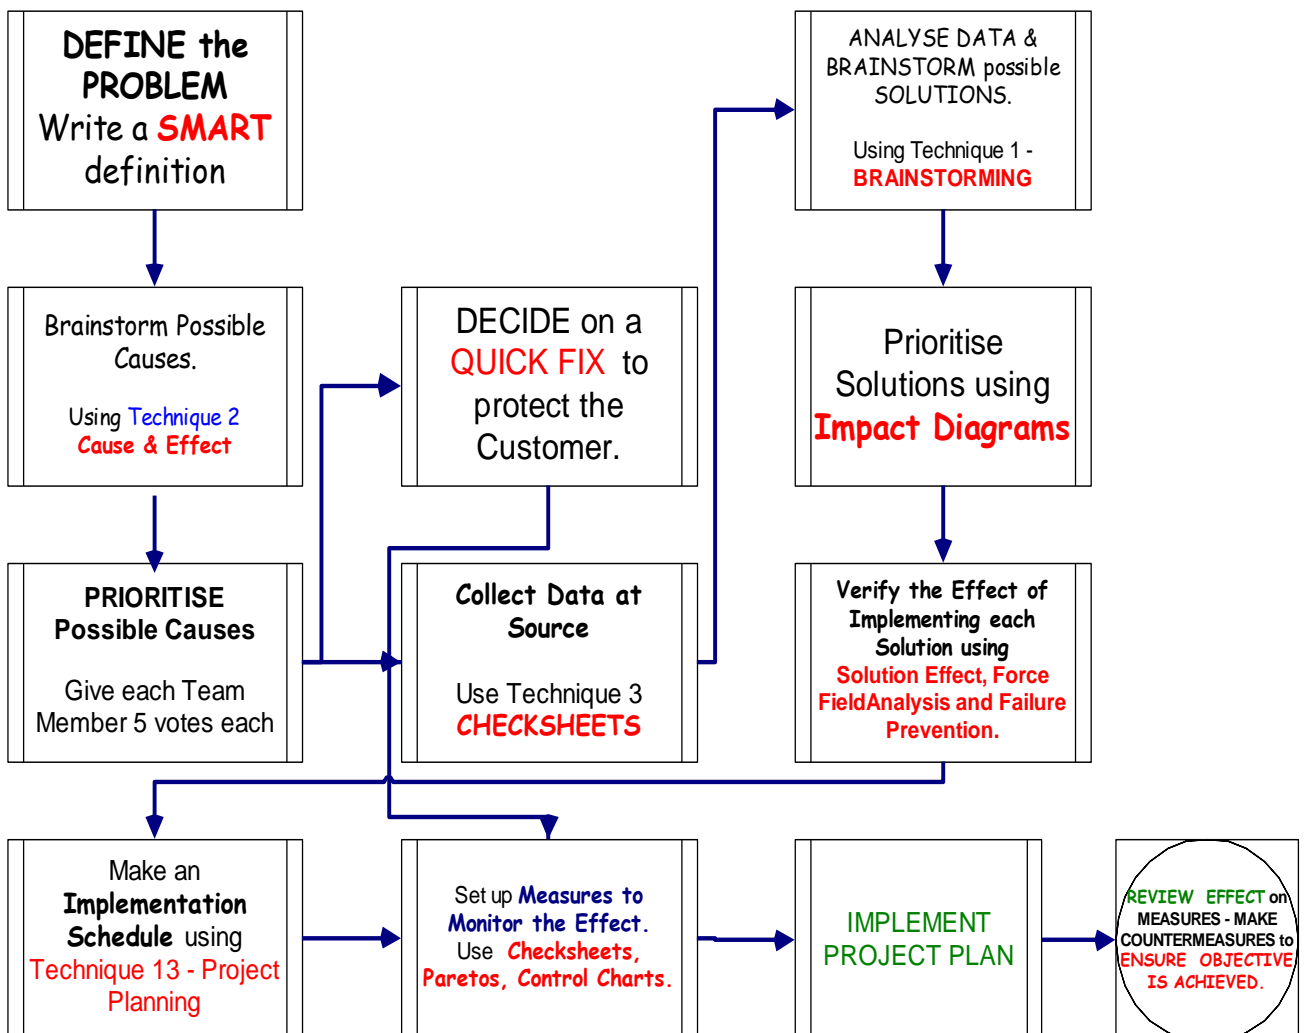 DEFINE the
PROBLEM
Write a SMART
definition
Brainstorm Possible
Causes.
Using Technique 2
Cause & Effect
PRIORITISE
Possible Causes
Give each Team
Member 5 votes each
DECIDE on a
QUICK FIX to
protect the
Customer.
Collect Data at
Source
Use Technique 3
CHECKSHEETS
ANALYSE DATA &
BRAINSTORM possible
SOLUTIONS.
Using Technique 1 -
BRAINSTORMING
Prioritise
Solutions using
Impact Diagrams
Verify the Effect of
Implementing each
Solution using
Solution Effect, Force
FieldAnalysis and Failure
Prevention.
Make an
Implementation
Schedule using
Technique 13 - Project
Planning
Set up Measures to
Monitor the Effect.
Use Checksheets,
Paretos, Control Charts.
IMPLEMENT
PROJECT PLAN
REVIEW EFFECT on
MEASURES - MAKE
COUNTERMEASURES to
ENSURE OBJECTIVE
IS ACHIEVED.